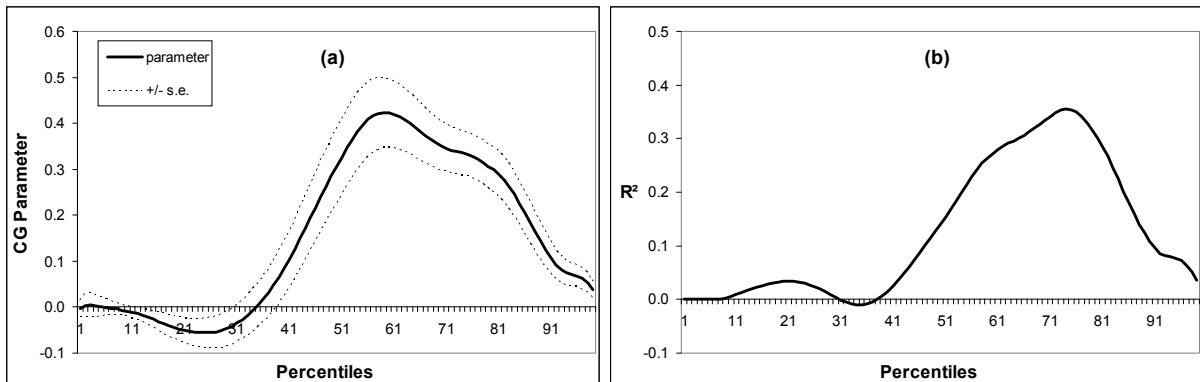 (a)
parameter
+/- s.e.
CG Parameter
0.6
0.5
0.4
0.3
0.2
0.1
0.0
-0.1
1 11 21 31 41 51 61 71 81 91
Percentiles
(b)
R²
0.5
0.4
0.3
0.2
0.1
0.0
-0.1
1 11 21 31 41 51 61 71 81 91
Percentiles